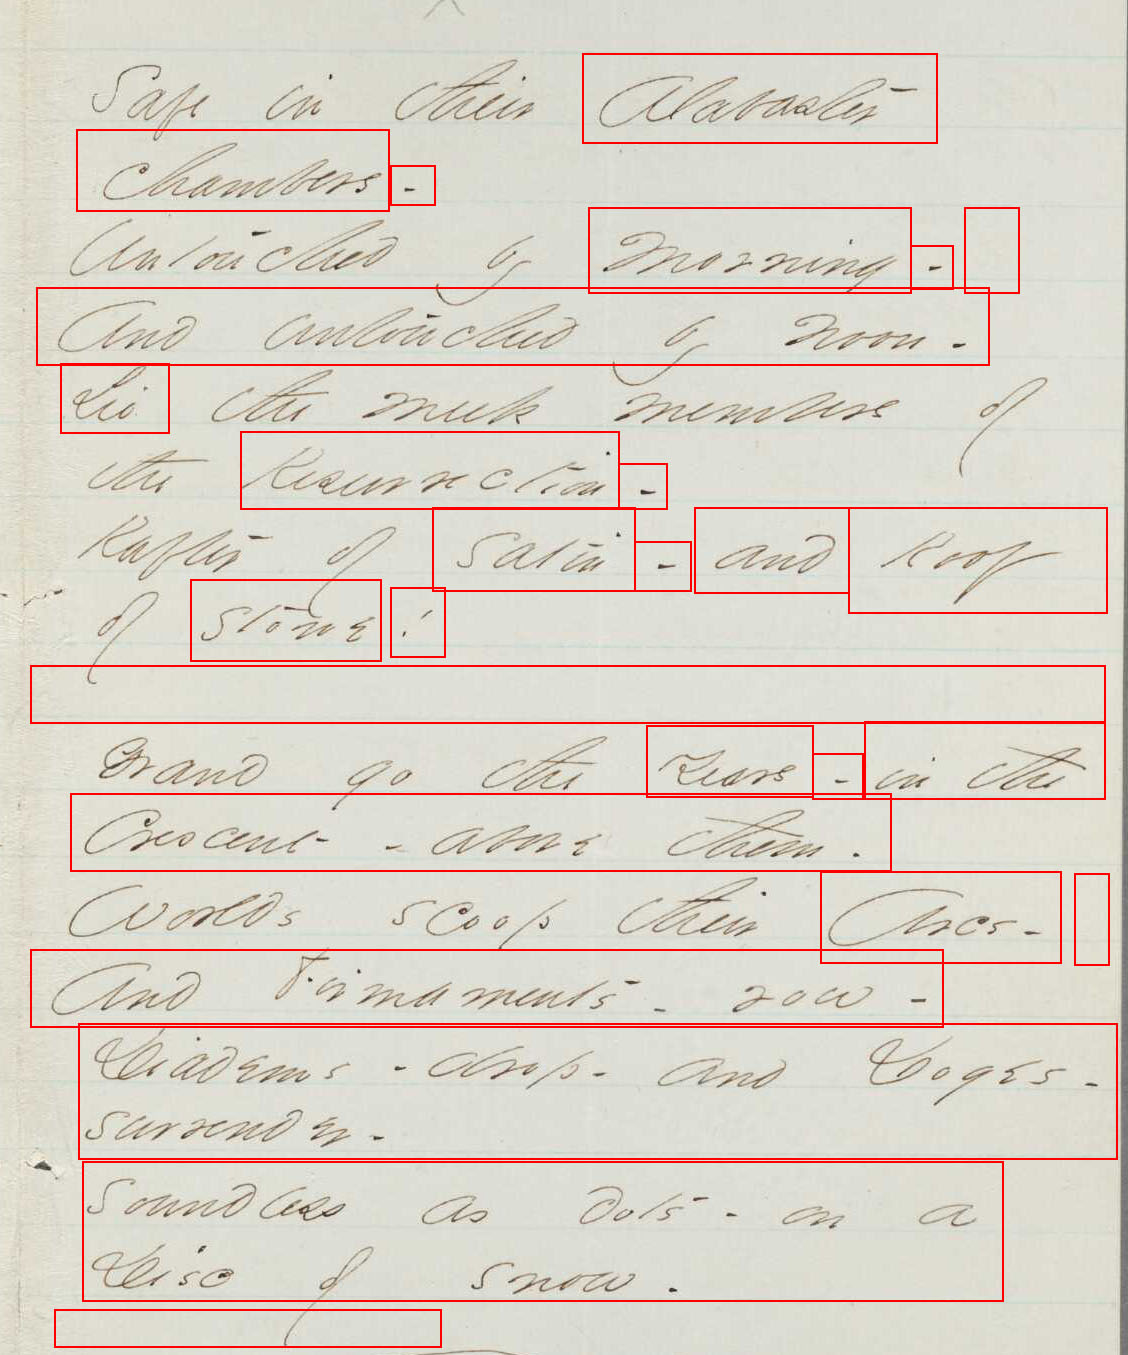 Safe in their Alabaster
Chambers -
Untouched by Morning -
And untouched by noon -
Lie the meek members of
the Resurrection -
Rafter of Satin - and Roof
of Stone!
Grand go the Years - in the
Crescent - above them -
Worlds scoop their Arcs -
And Firmaments - row -
Diadems - drop - and Doges -
surrender -
Soundless as dots - on a
Disc of snow -